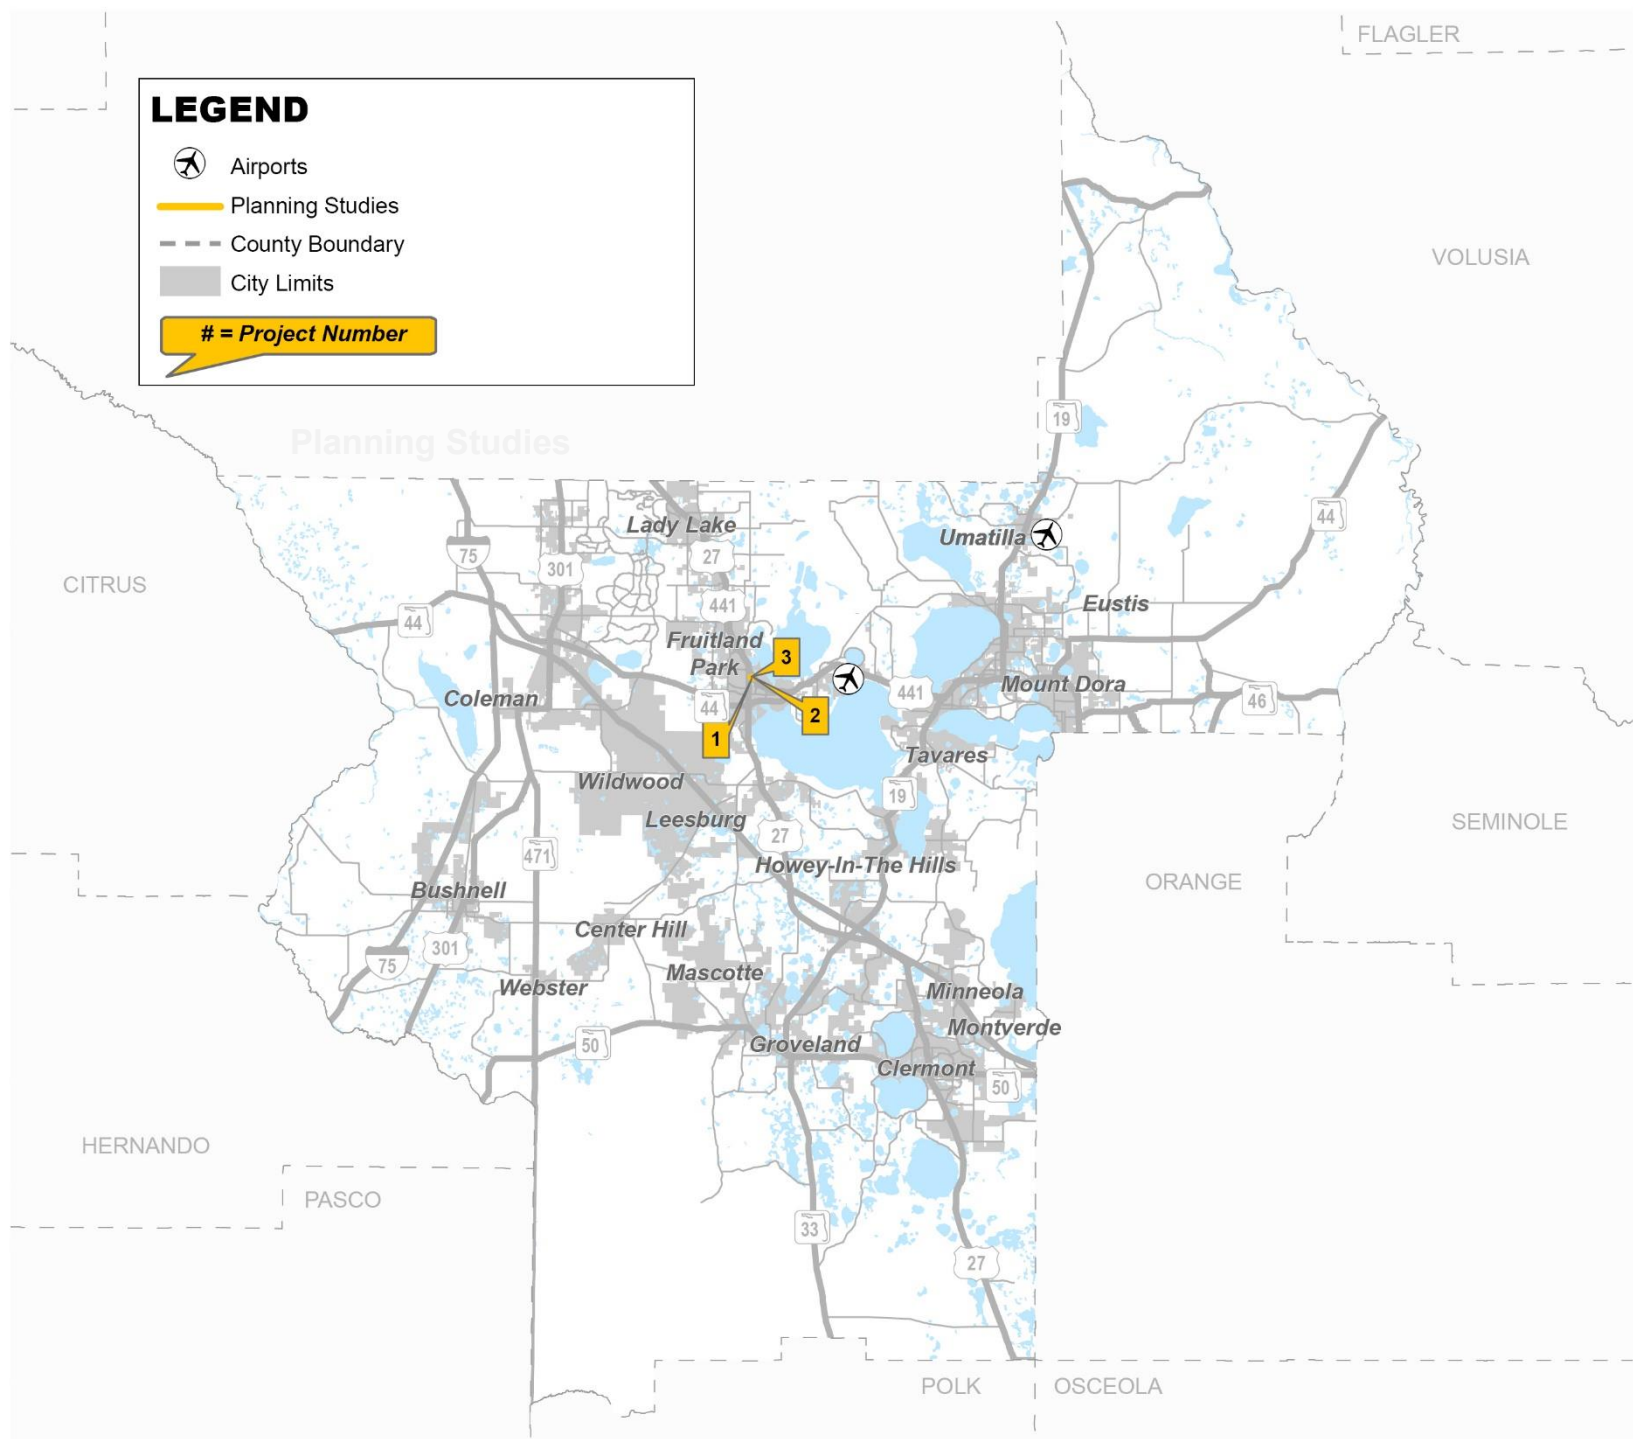 FLAGLER
LEGEND
Airports
Planning Studies
County Boundary
City Limits
# = Project Number
VOLUSIA
19
Planning Studies
44
Lady Lake
Umatilla
75
27
301
CITRUS
441
Eustis
44
Fruitland
Park
3
Mount Dora
441
Coleman
46
44
2
1
Tavares
Wildwood
19
Leesburg
SEMINOLE
27
471
Howey-In-The Hills
ORANGE
Bushnell
Center Hill
301
75
Mascotte
Webster
Minneola
Montverde
50
Groveland
Clermont
50
HERNANDO
PASCO
33
27
POLK
OSCEOLA